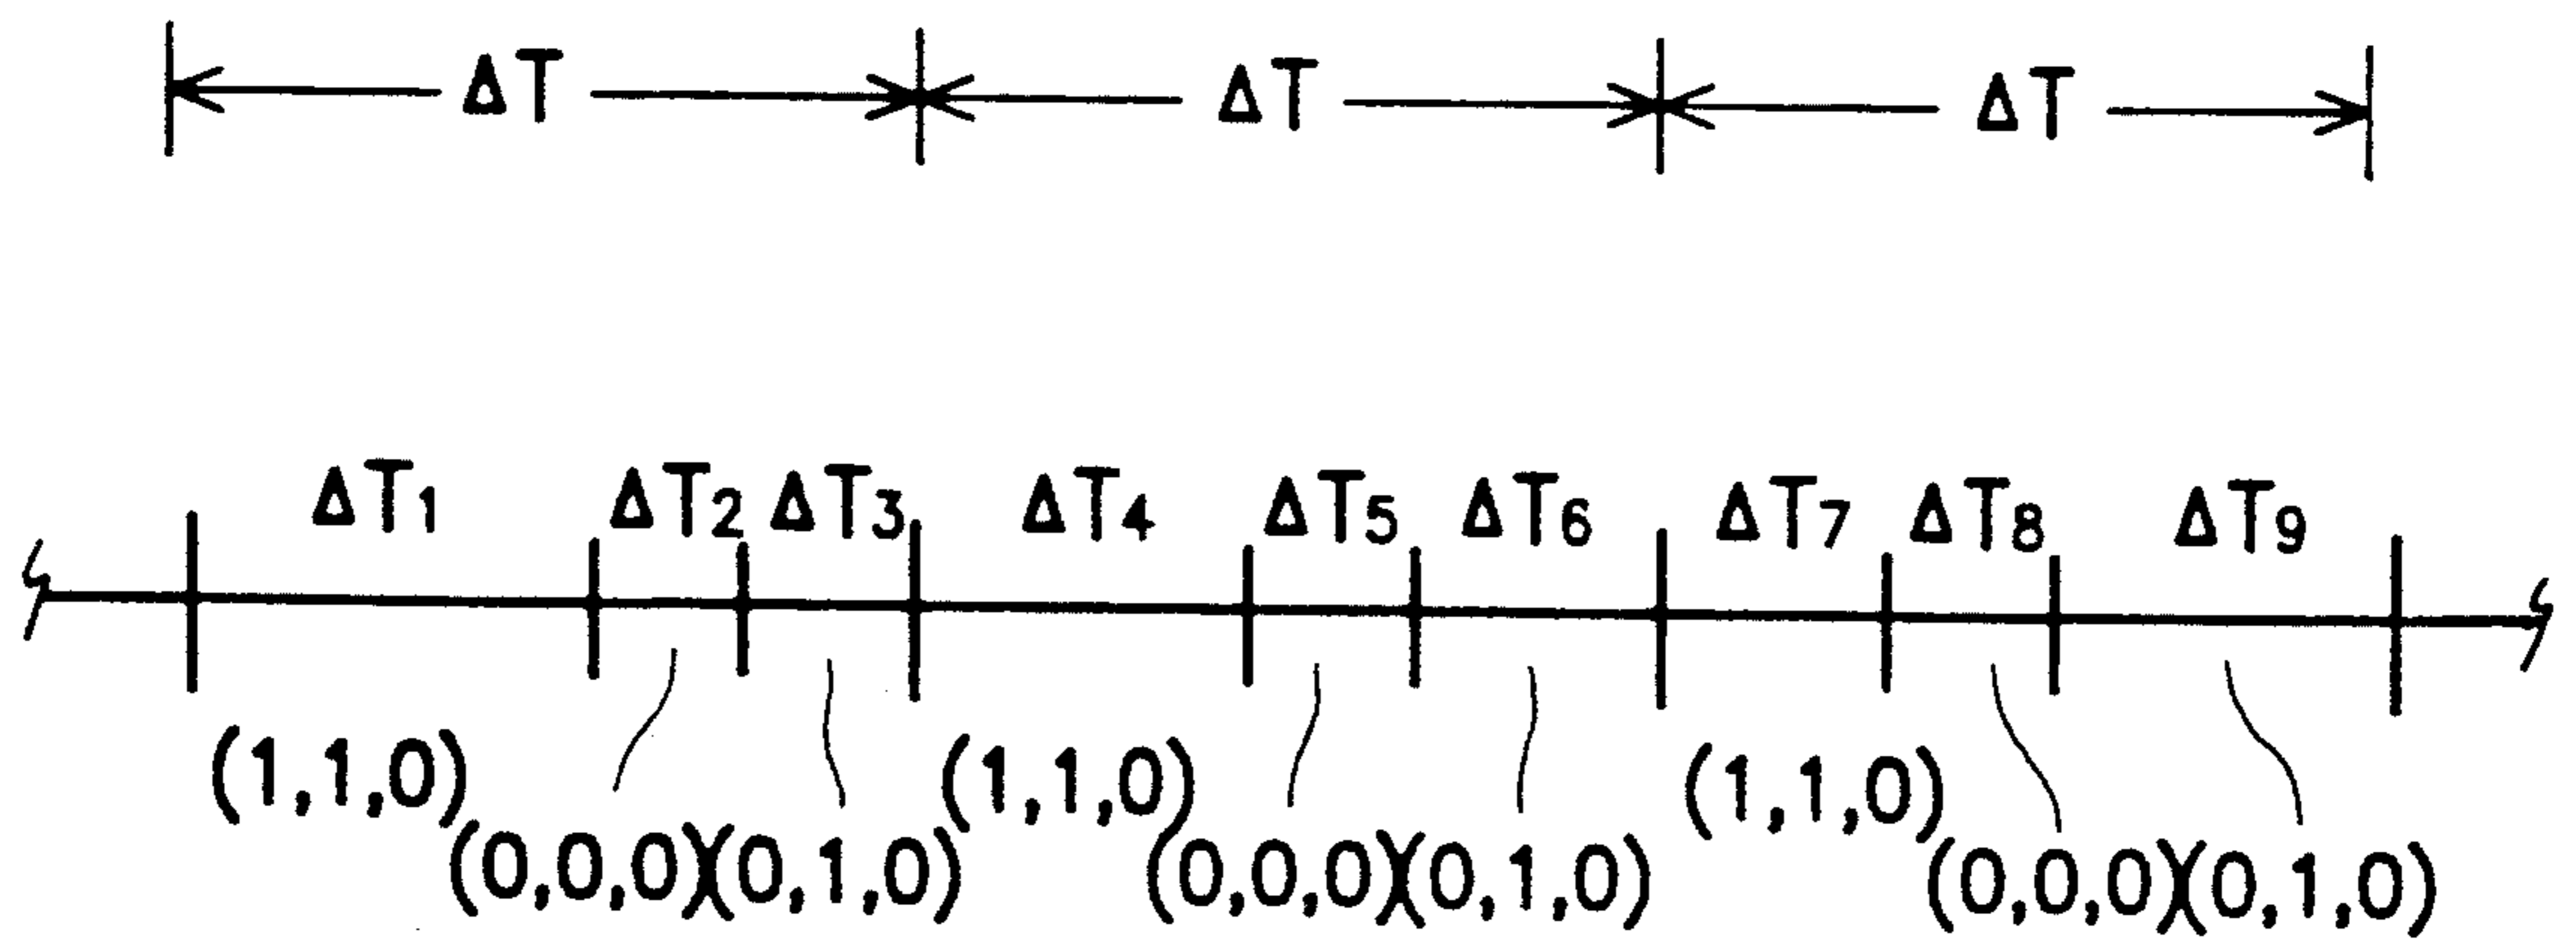 ΔT ΔT ΔT
ΔT1 ΔT2 ΔT3 ΔT4 ΔT5 ΔT6 ΔT7 ΔT8 ΔT9
(1,1,0) (1,1,0) (1,1,0)
(0,0,0)(0,1,0) (0,0,0)(0,1,0) (0,0,0)(0,1,0)